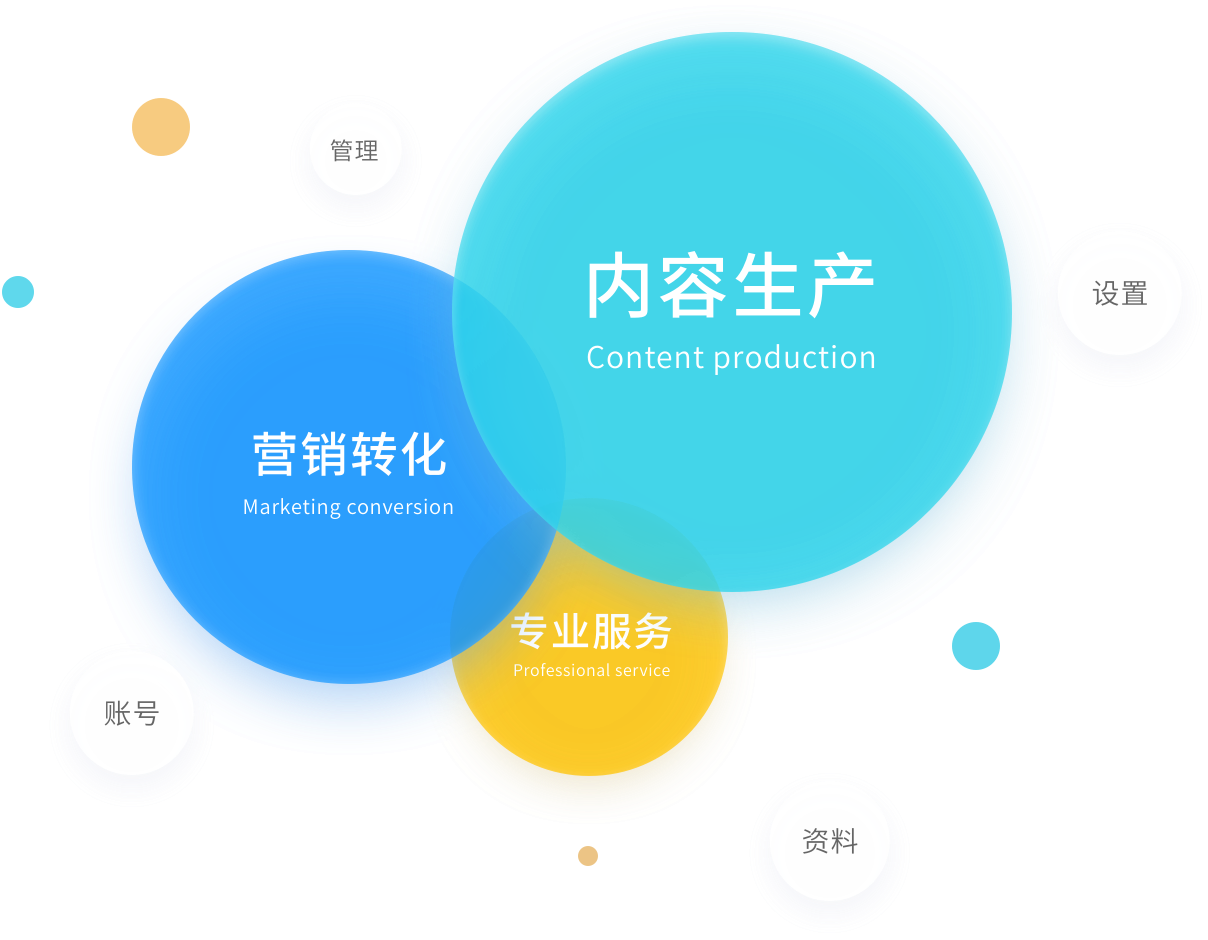 管理
内容生产
Content production
设置
营销转化
Marketing conversion
专业服务
Professional service
账号
资料